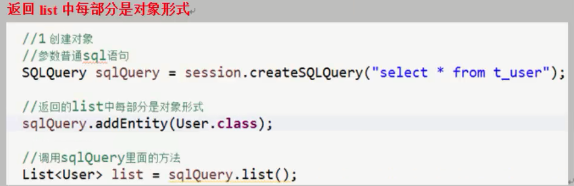 返回 list 中每部分是对象形式
//1 创建对象
//参数普通sql语句
SQLQuery sqlQuery = session.createSQLQuery("select * from t_user");
//返回的list中每部分是对象形式
sqlQuery.addEntity(User.class);
//调用sqlQuery里面的方法
List<User> list = sqlQuery.list();